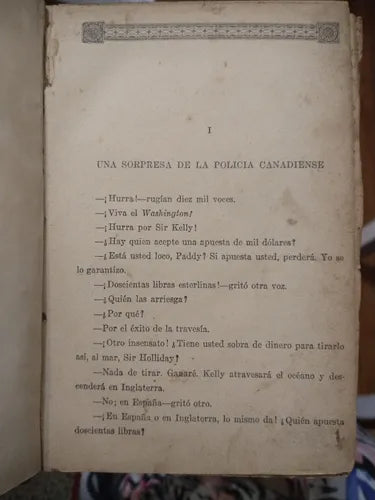 I
UNA SORPRESA DE LA POLICIA CANADIENSE
—¡Hurra!—rugían diez mil voces.
—¡Viva el Washington!
—¡Hurra por Sir Kelly!
—¿Hay quien acepte una apuesta de mil dólares?
—¿Está usted loco, Paddy? Si apuesta usted, perderá. Yo se
lo garantizo.
—¡Doscientas libras esterlinas!—gritó otra voz.
—¿Quién las arriesga?
—¿Por qué?
—Por el éxito de la travesía.
—¡Otro insensato! ¿Tiene usted sobra de dinero para tirarlo
así, al mar, Sir Holliday?
—Nada de tirar. Ganaré. Kelly atravesará el océano y des-
cenderá en Inglaterra.
—No; en España—gritó otro.
—¡En España o en Inglaterra, lo mismo da! ¿Quién apuesta
doscientas libras?